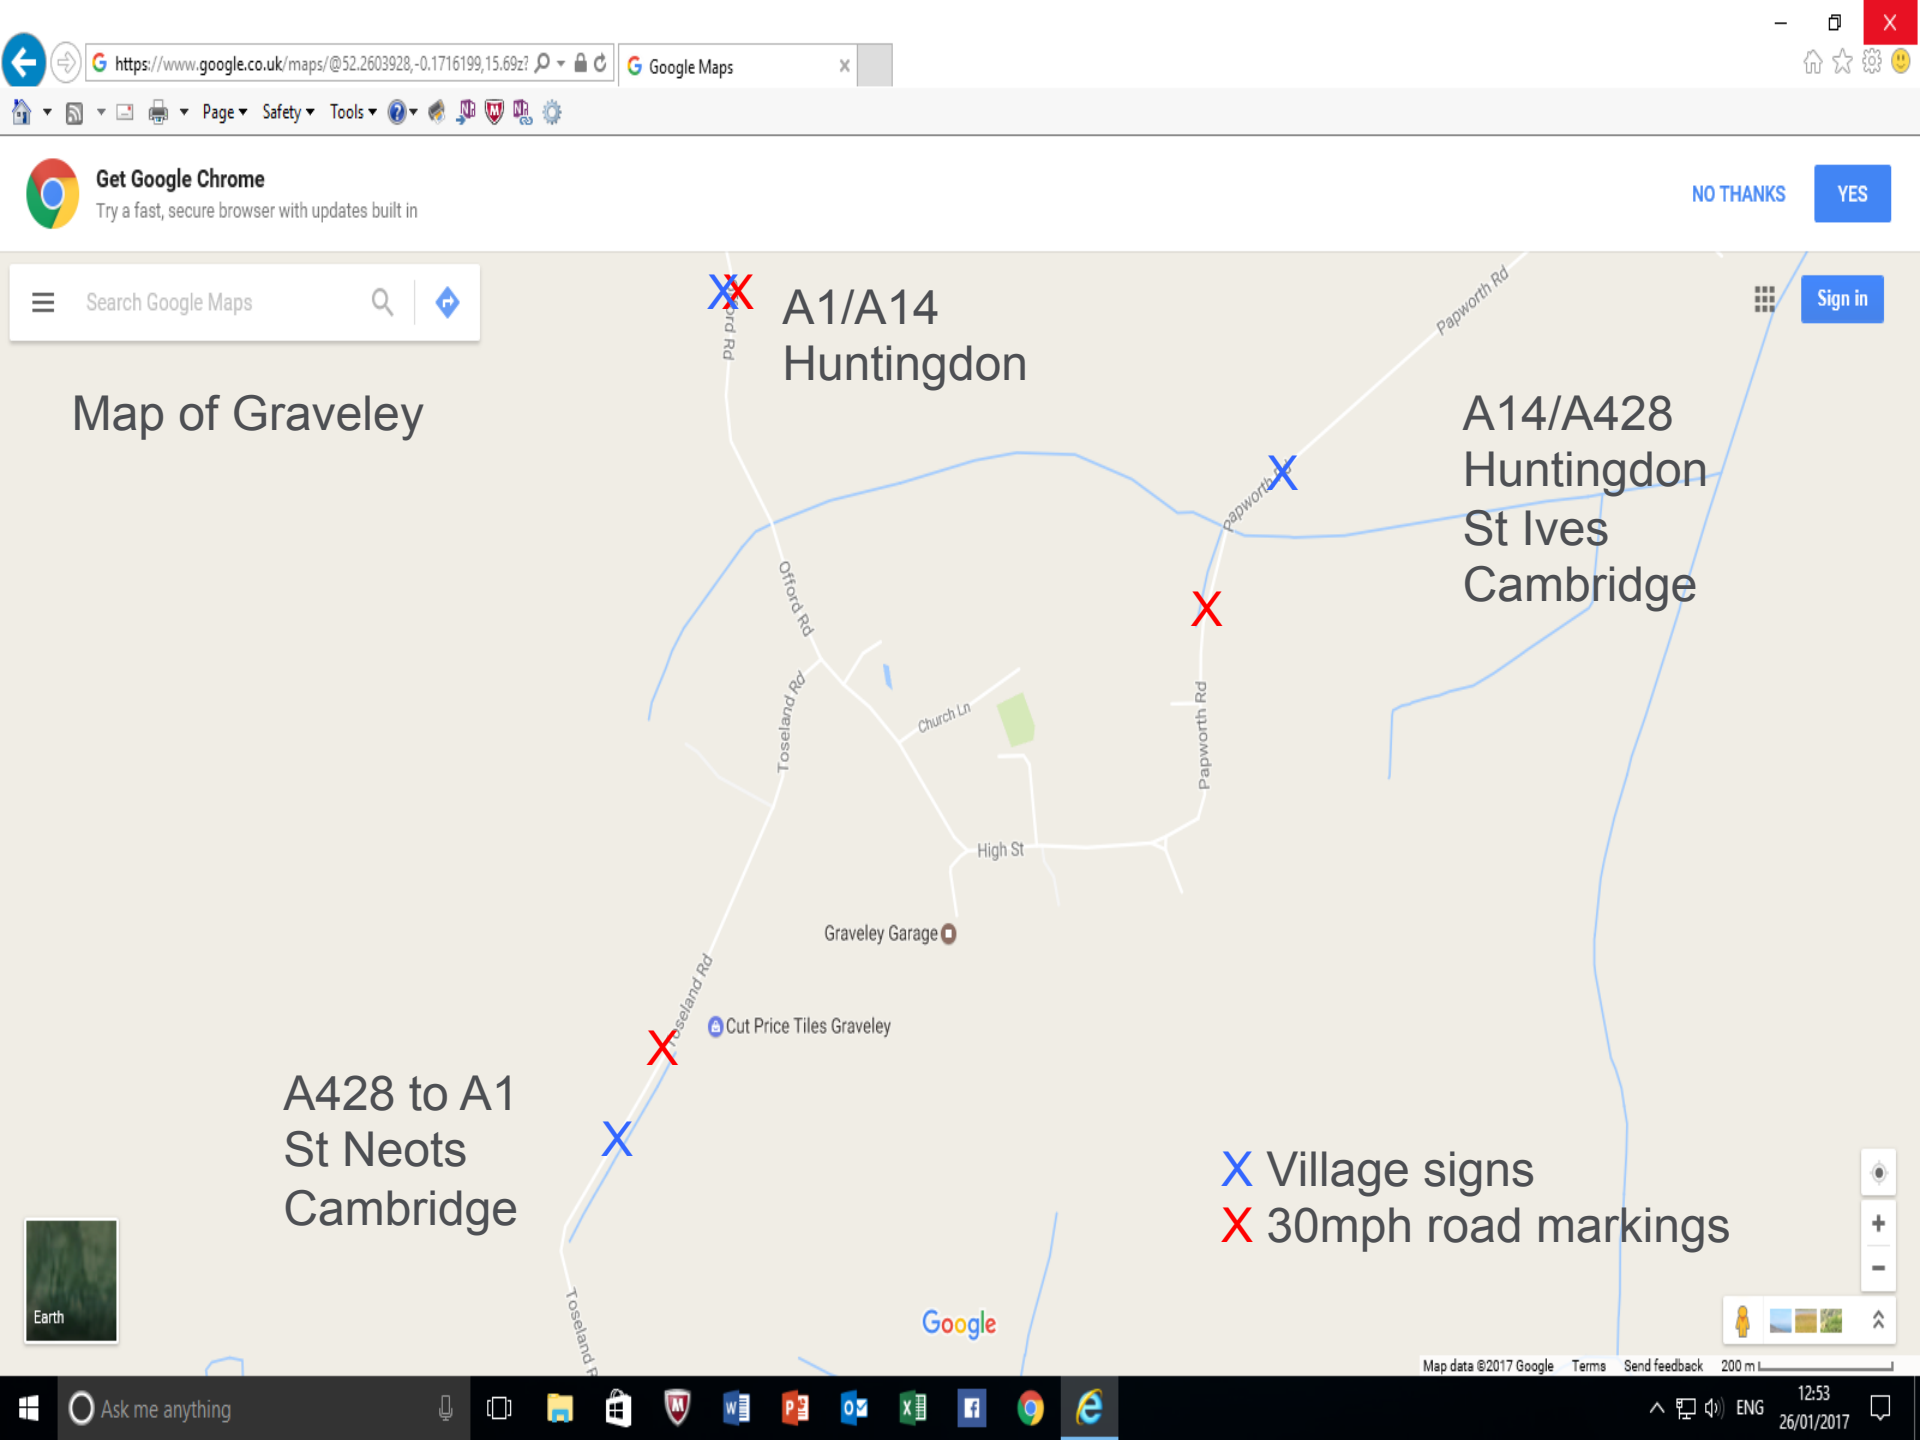 https://www.google.co.uk/maps/@52.2603928,-0.1716199,15.69z?
Google Maps
Page
Safety
Tools
Get Google Chrome
Try a fast, secure browser with updates built in
NO THANKS
YES
Search Google Maps
Sign in
Map of Graveley
X X
A1/A14
Huntingdon
Papworth Rd
A14/A428
Huntingdon
St Ives
Cambridge
X
Papworth Rd
Offord Rd
X
Toseland Rd
Church Ln
Papworth Rd
High St
Graveley Garage
Toseland Rd
Cut Price Tiles Graveley
X
A428 to A1
St Neots
Cambridge
X
X Village signs
X 30mph road markings
Earth
Google
Map data ©2017 Google Terms Send feedback 200 m
Ask me anything
ENG
12:53
26/01/2017